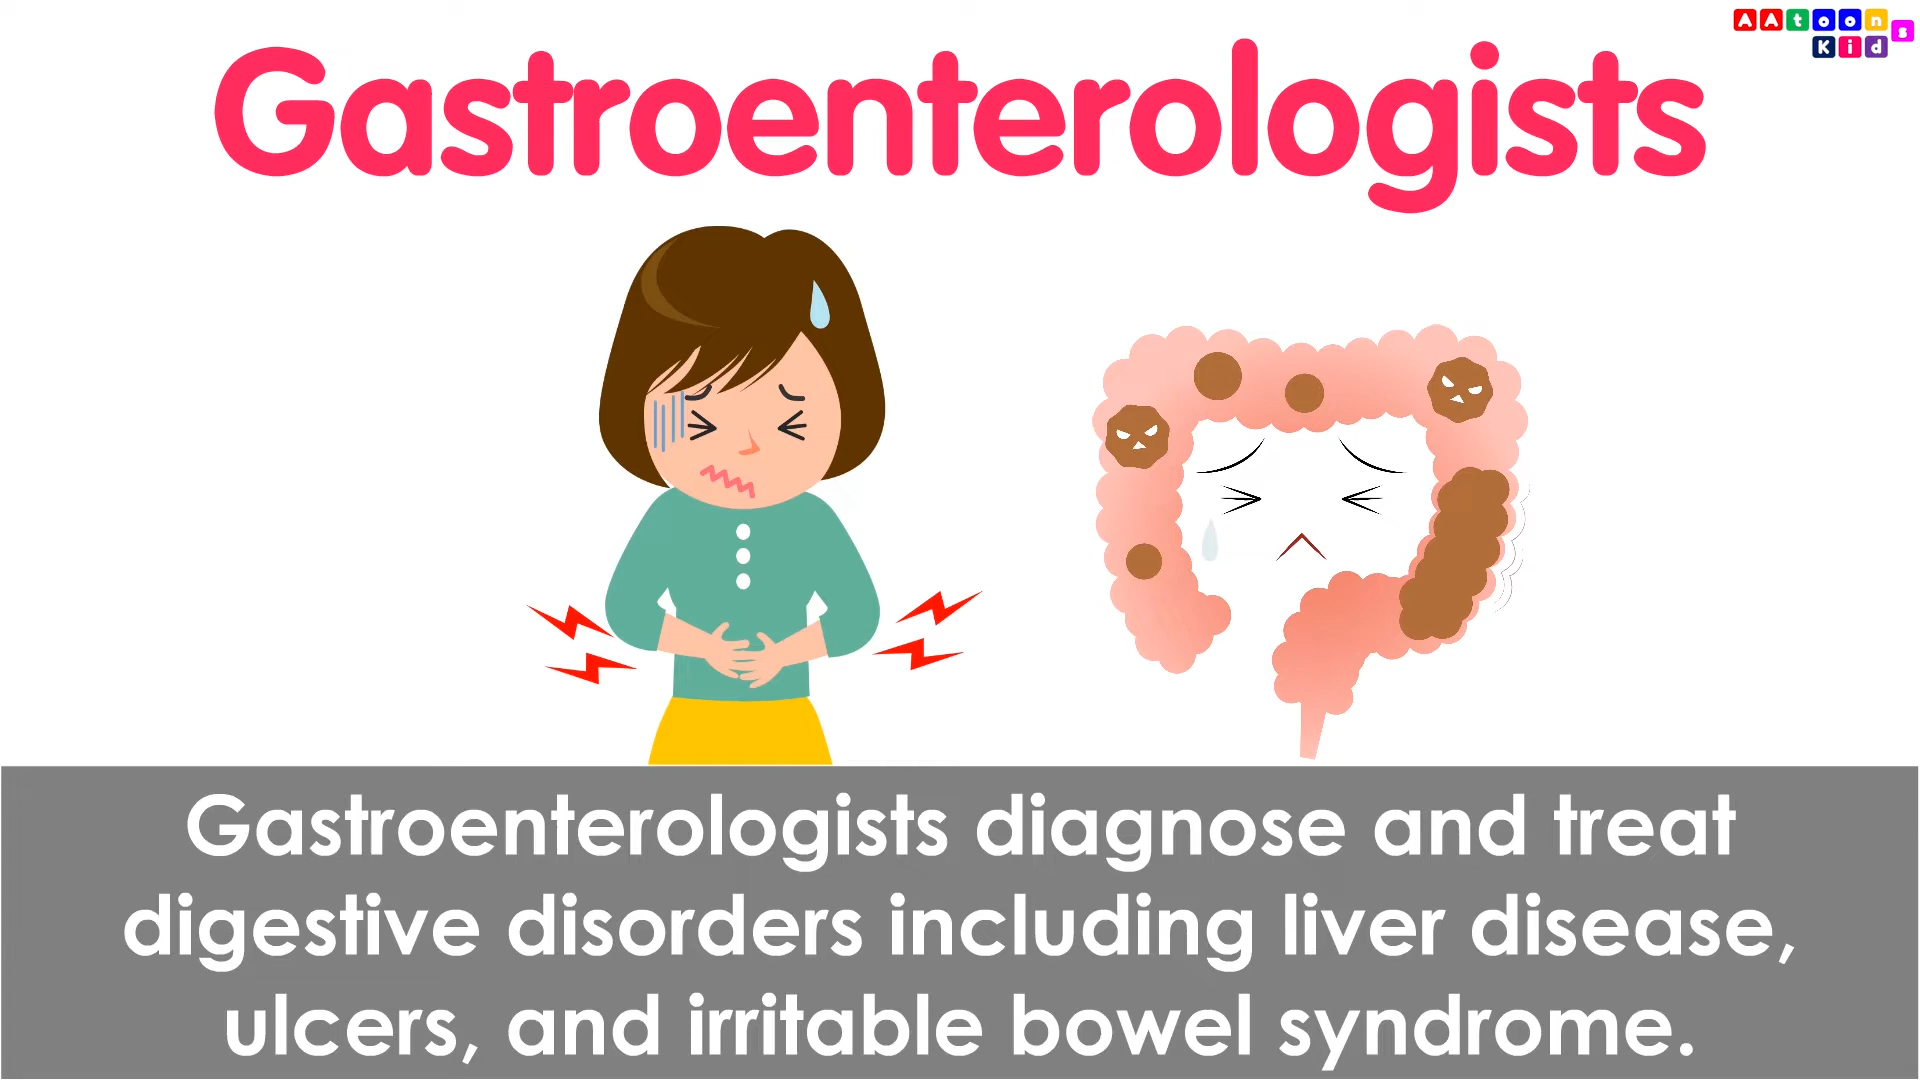 AAtoons
Kid
Gastroenterologists
Gastroenterologists diagnose and treat
digestive disorders including liver disease,
ulcers, and irritable bowel syndrome.